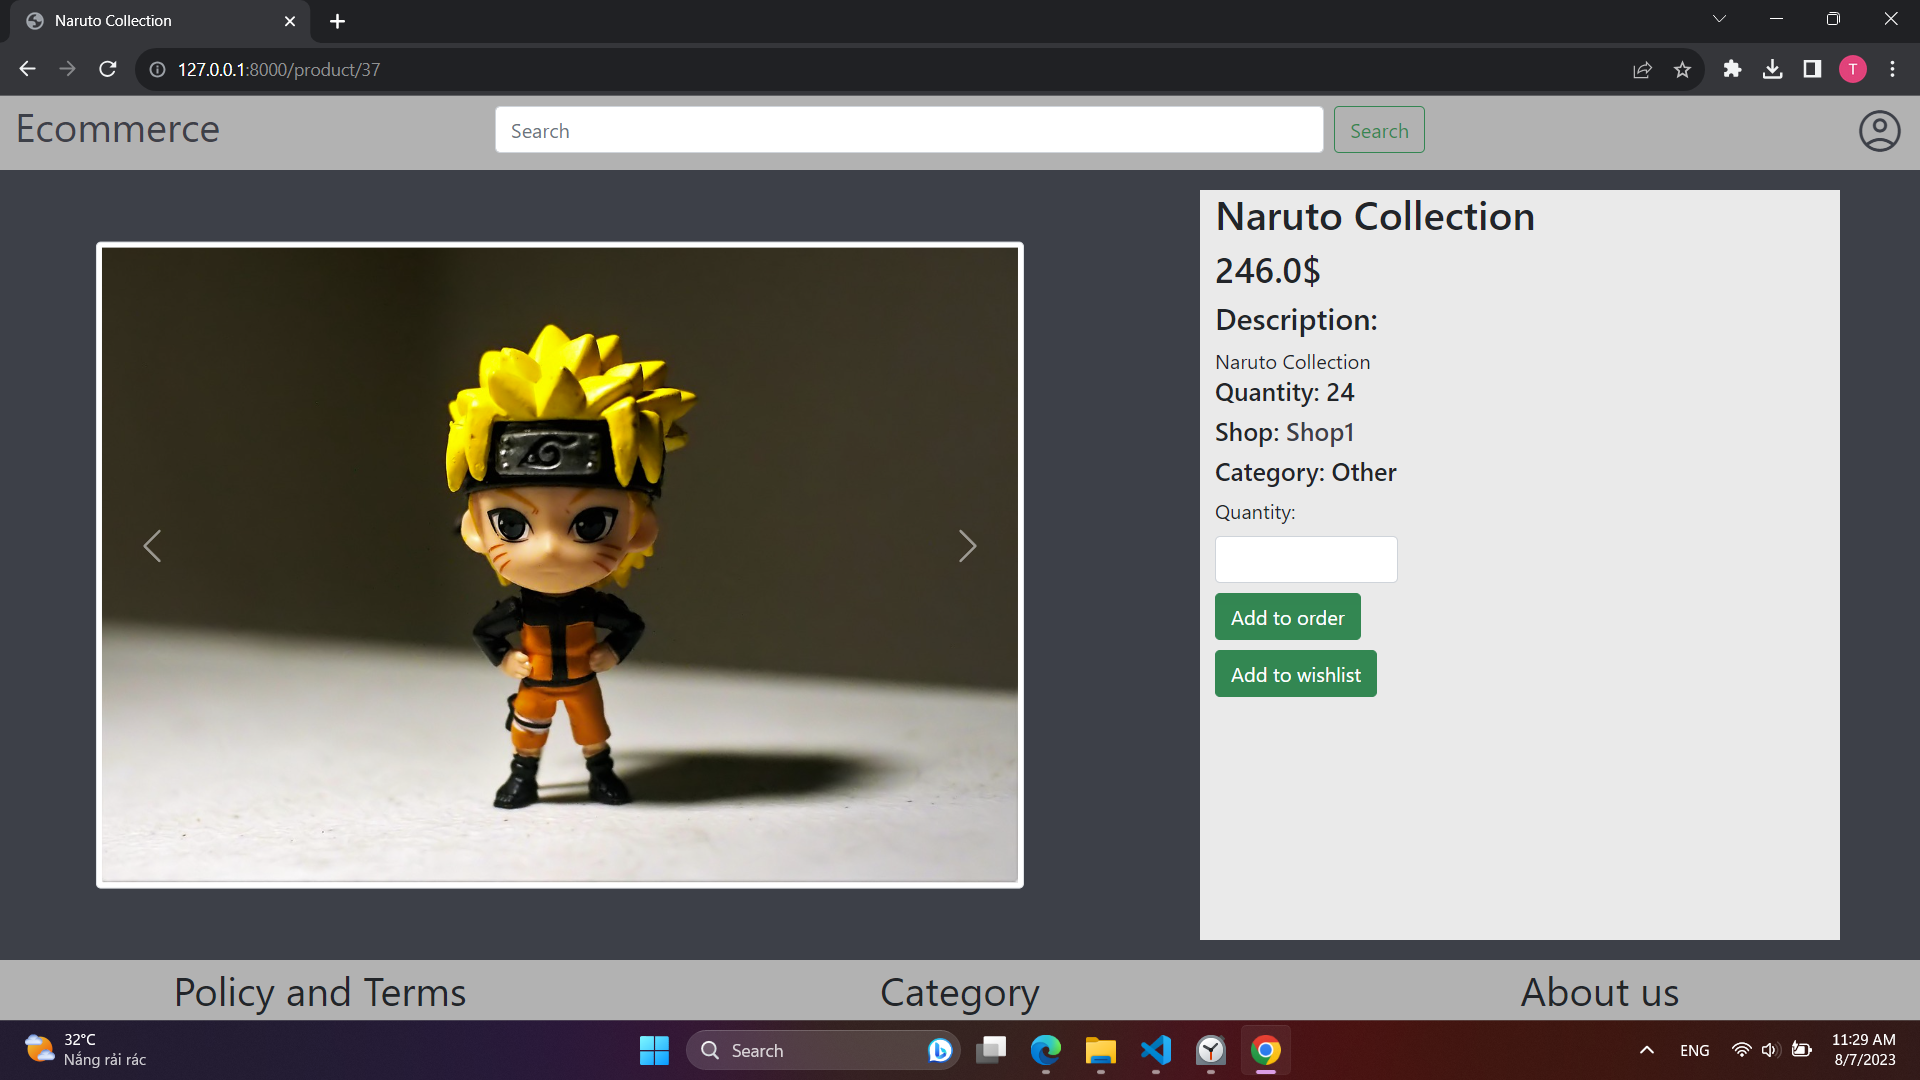 Naruto Collection
127.0.0.1:8000/product/37
T
Ecommerce
Search
Search
Naruto Collection
246.0$
Description:
Naruto Collection
Quantity: 24
Shop: Shop1
Category: Other
Quantity:
Add to order
Add to wishlist
Policy and Terms
Category
About us
32°C
Nắng rải rác
Search
ENG
11:29 AM
8/7/2023